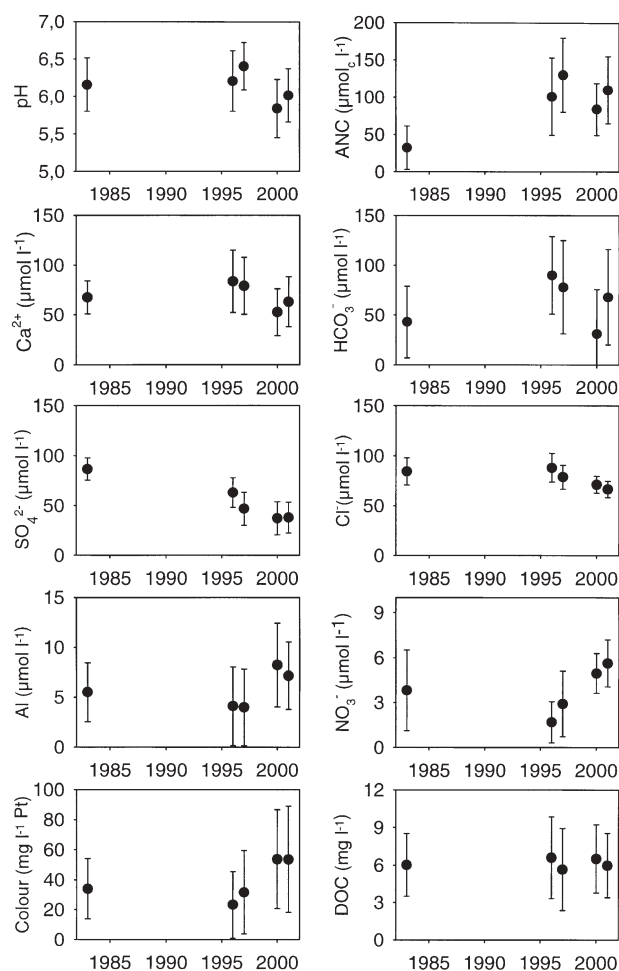 7,0
6,5
6,0
5,5
5,0
pH
1985 1990 1995 2000
200
150
100
50
0
ANC (µmol_c l⁻¹)
1985 1990 1995 2000
150
100
50
0
Ca²⁺ (µmol l⁻¹)
1985 1990 1995 2000
150
100
50
0
HCO₃⁻ (µmol l⁻¹)
1985 1990 1995 2000
150
100
50
0
SO₄²⁻ (µmol l⁻¹)
1985 1990 1995 2000
150
100
50
0
Cl⁻(µmol l⁻¹)
1985 1990 1995 2000
15
10
5
0
Al (µmol l⁻¹)
1985 1990 1995 2000
9
6
3
0
NO₃⁻ (µmol l⁻¹)
1985 1990 1995 2000
100
80
60
40
20
0
Colour (mg l⁻¹ Pt)
1985 1990 1995 2000
12
9
6
3
0
DOC (mg l⁻¹)
1985 1990 1995 2000